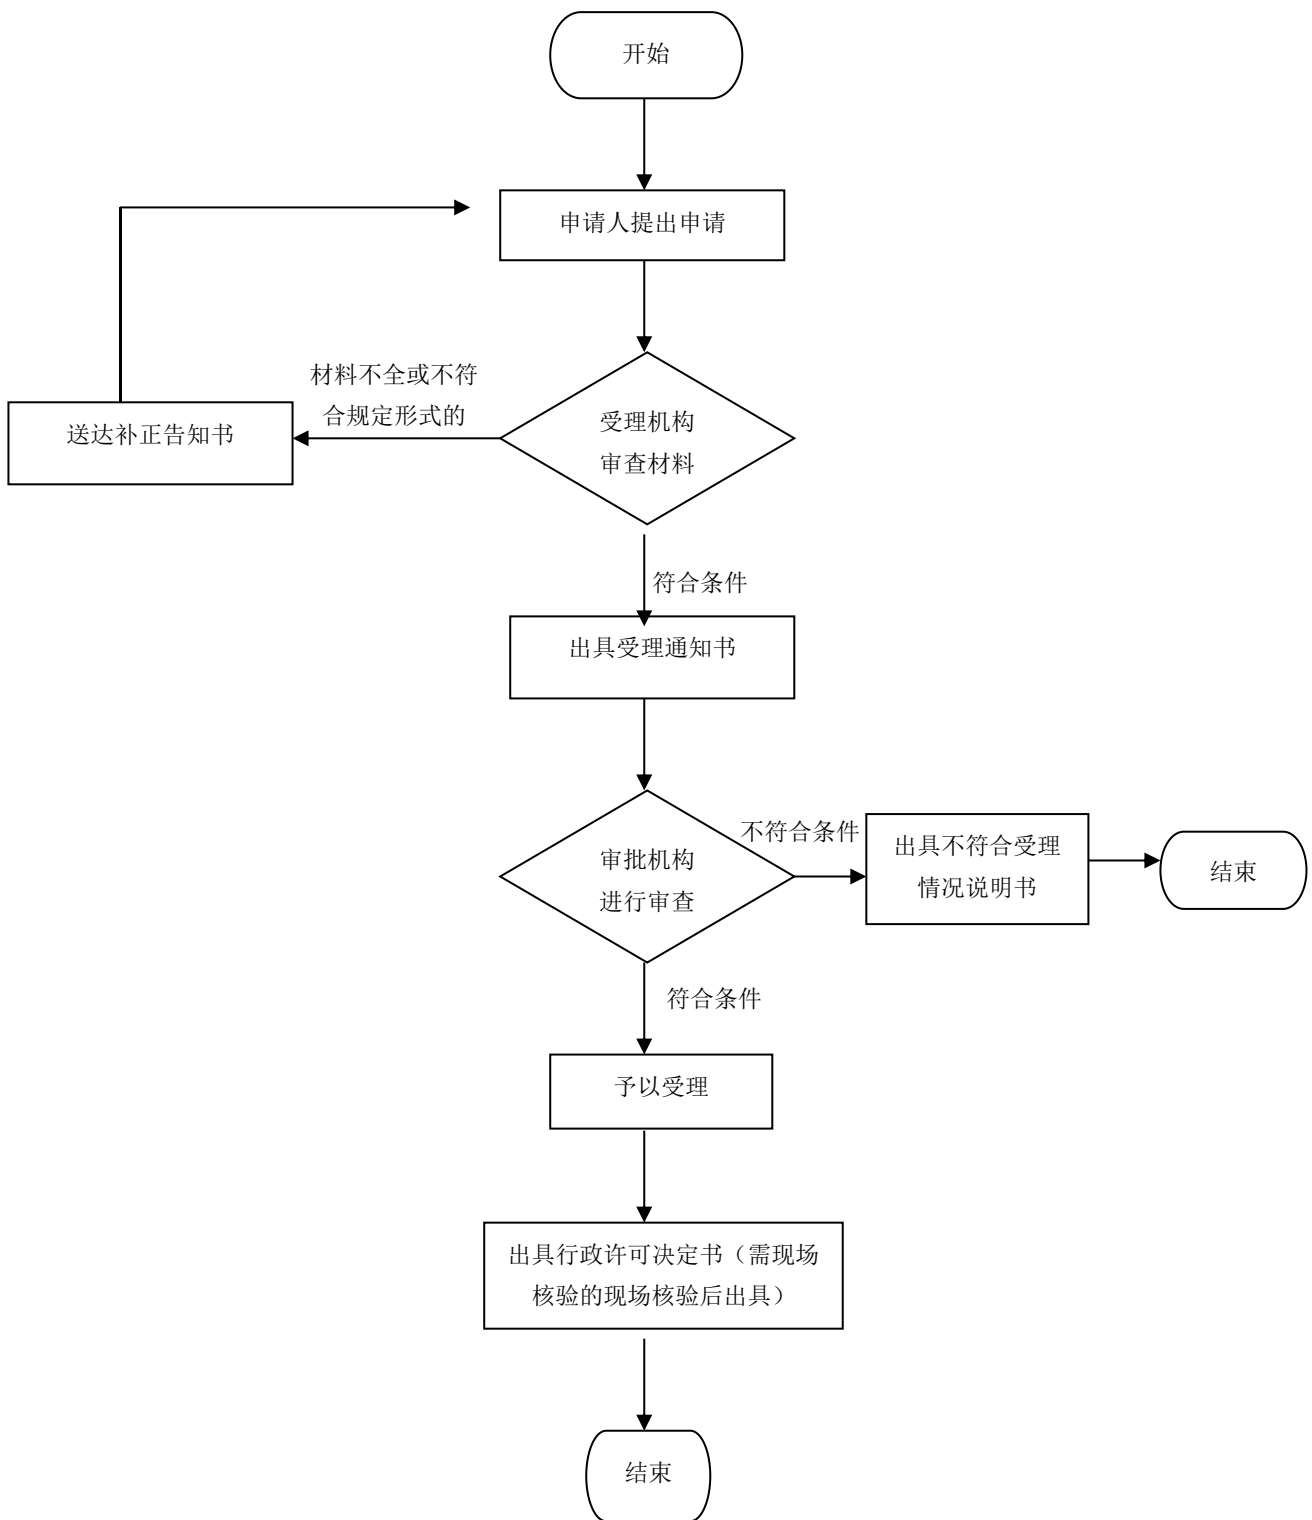 开始
申请人提出申请
材料不全或不符
合规定形式的
送达补正告知书
受理机构
审查材料
符合条件
出具受理通知书
审批机构
进行审查
不符合条件
出具不符合受理
情况说明书
结束
符合条件
予以受理
出具行政许可决定书（需现场
核验的现场核验后出具）
结束